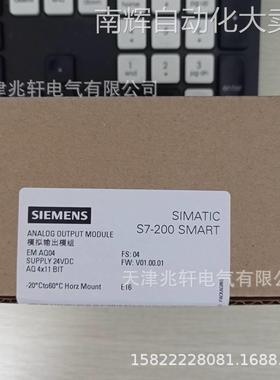 南辉自动化大卖
天津兆轩电气有限公司
SIEMENS
SIMATIC
S7-200 SMART
ANALOG OUTPUT MODULE
模拟输出模组
EM AQ04
SUPPLY 24VDC
AQ 4x11 BIT
FS: 04
FW: V01.00.01
-20°Cto60°C Horz Mount
E16
天津兆轩电气有限公司
15822228081.1688.